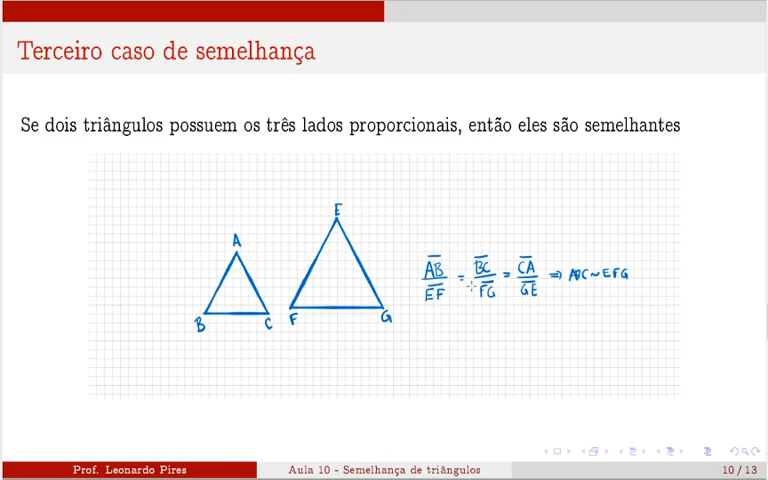 Terceiro caso de semelhança
Se dois triângulos possuem os três lados proporcionais, então eles são semelhantes
E
A
B
C
F
G
AB/EF = BC/FG = CA/GE ⇒ ABC ~ EFG
Prof. Leonardo Pires
Aula 10 - Semelhança de triângulos
10 / 13